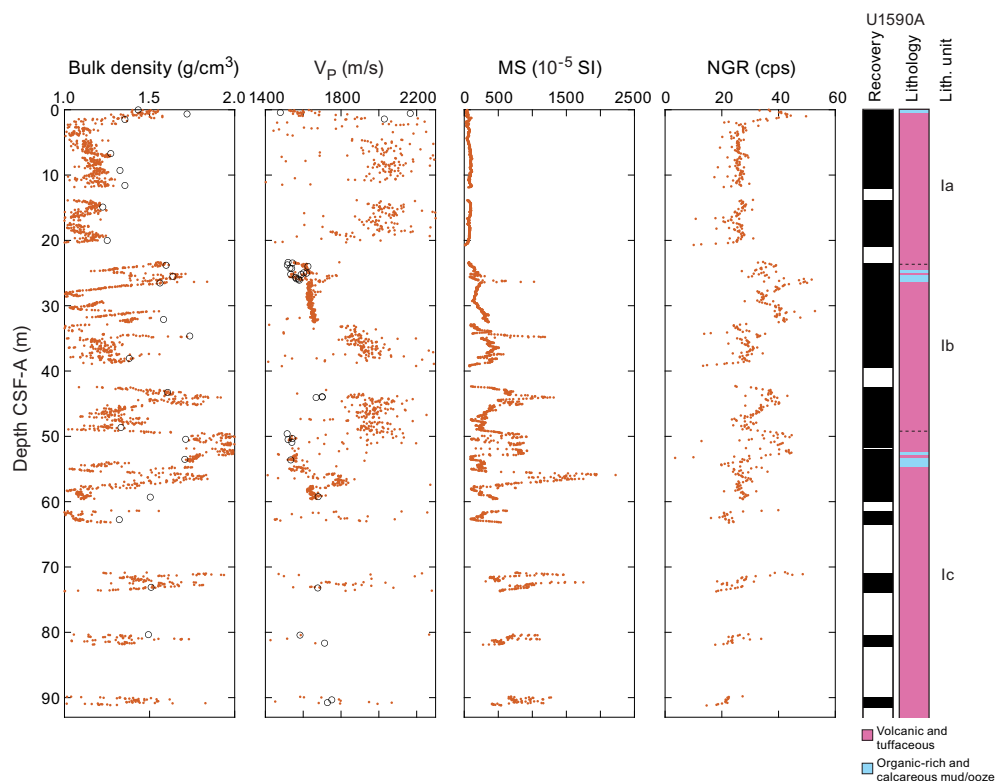 U1590A
Bulk density (g/cm³)
V_P (m/s)
MS (10⁻⁵ SI)
NGR (cps)
Recovery
Lithology
Lith. unit
1.0 1.5 2.0
1400 1800 2200
0 500 1500 2500
0 20 40 60
0
10
20
30
40
50
60
70
80
90
Depth CSF-A (m)
Ia
Ib
Ic
Volcanic and
tuffaceous
Organic-rich and
calcareous mud/ooze